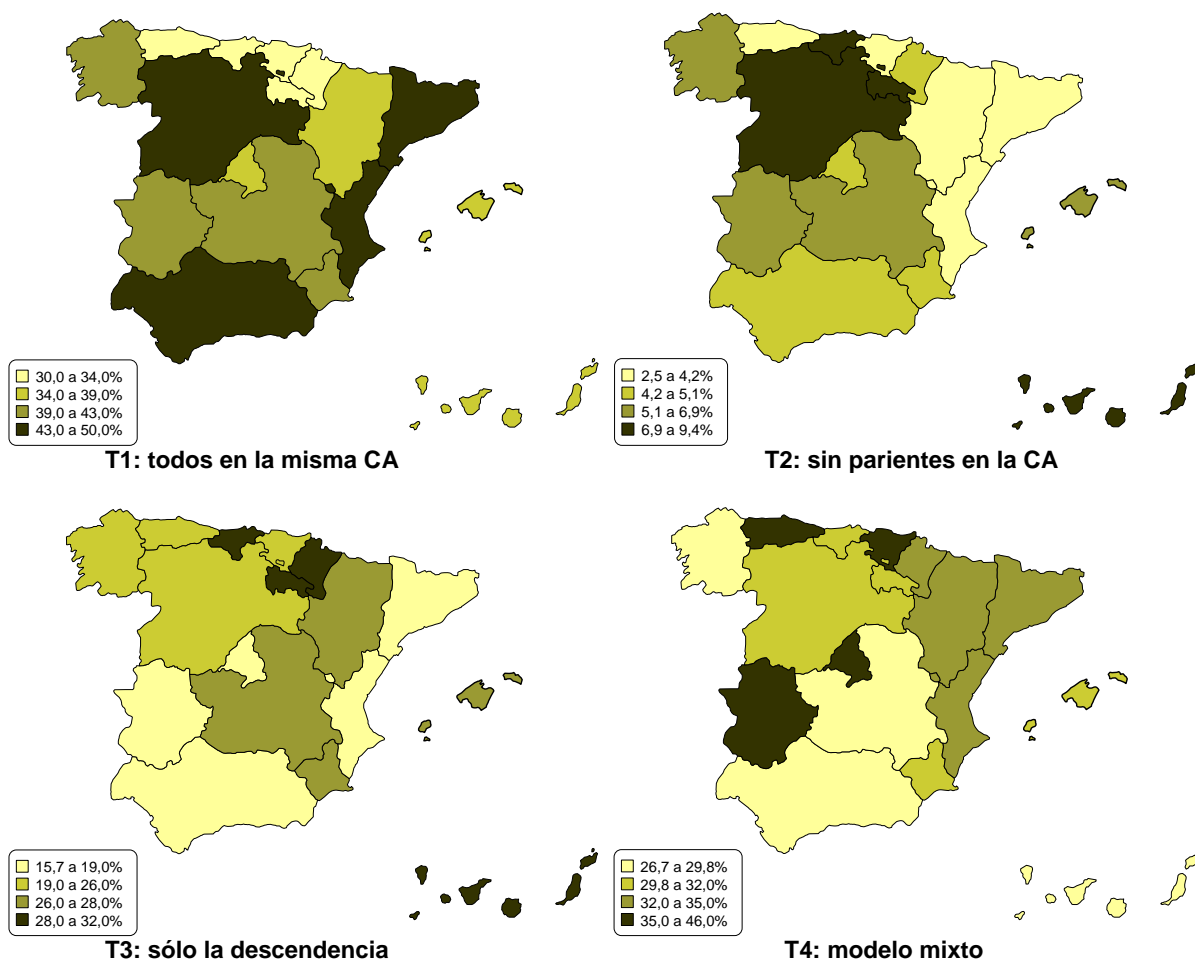 30,0 a 34,0%
34,0 a 39,0%
39,0 a 43,0%
43,0 a 50,0%
T1: todos en la misma CA
2,5 a 4,2%
4,2 a 5,1%
5,1 a 6,9%
6,9 a 9,4%
T2: sin parientes en la CA
15,7 a 19,0%
19,0 a 26,0%
26,0 a 28,0%
28,0 a 32,0%
T3: sólo la descendencia
26,7 a 29,8%
29,8 a 32,0%
32,0 a 35,0%
35,0 a 46,0%
T4: modelo mixto